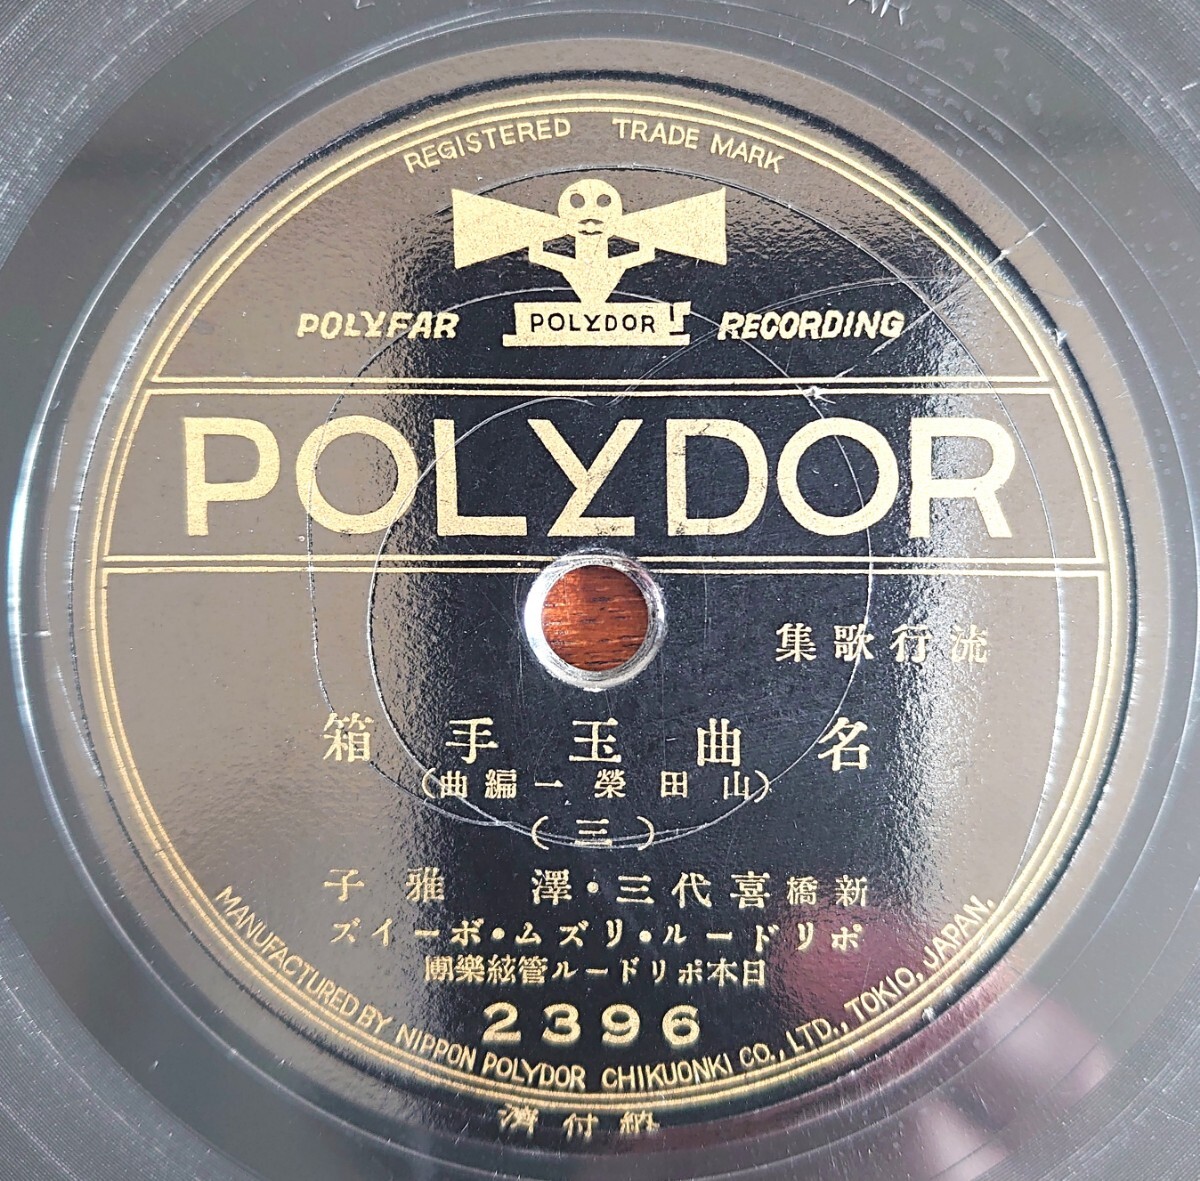 REGISTERED TRADE MARK
POLYFAR POLYDOR RECORDING
POLYDOR
流行歌集
名曲玉手箱
(山田榮一編曲)
(三)
新橋喜代三・澤雅子
ポリドール・リズム・ボーイズ
日本ポリドール管絃樂團
2396
MANUFACTURED BY NIPPON POLYDOR CHIKUONKI CO., LTD., TOKIO, JAPAN.
納付濟